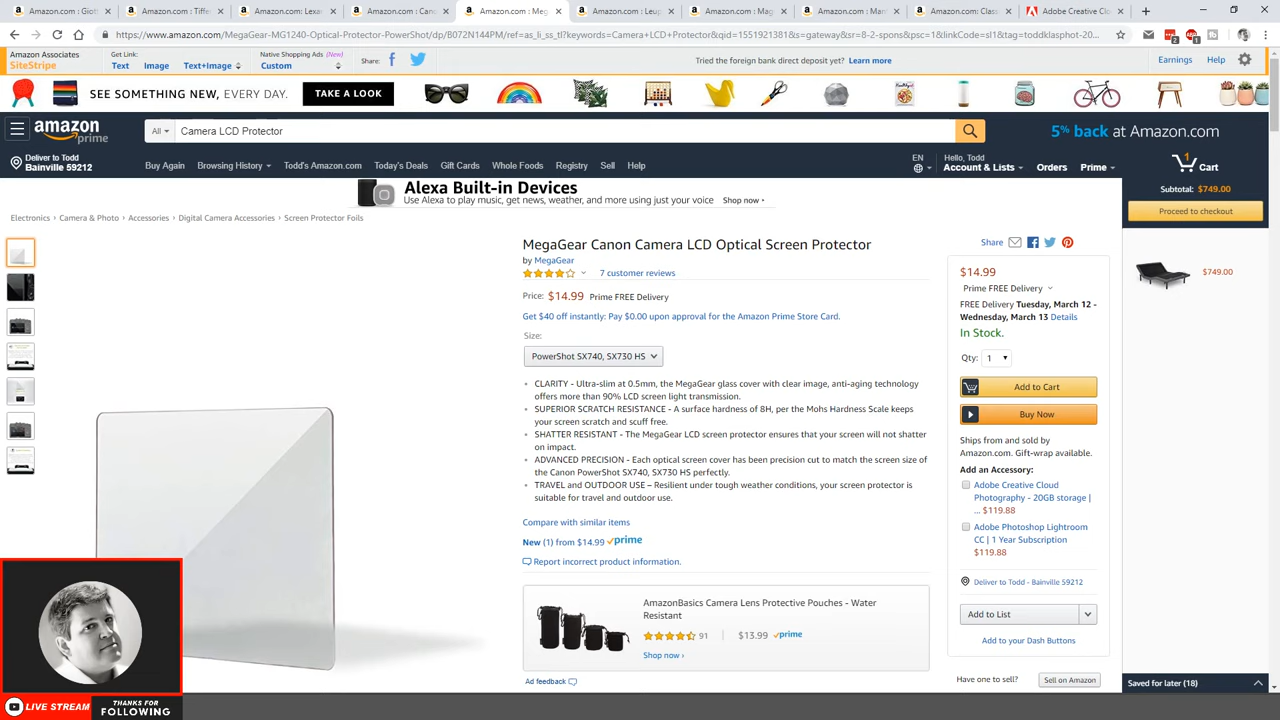 Amazon.com: Giott
Amazon.com: Tiffe
Amazon.com: Lexa
Amazon.com: Cano
Amazon.com: Meg
Amazon.com: Leup
Amazon.com: Mag
Amazon.com: Man
Amazon.com: Class
Adobe Creative Clo
https://www.amazon.com/MegaGear-MG1240-Optical-Protector-PowerShot/dp/B072N144PM/ref=as_li_ss_tl?keywords=Camera+LCD+Protector&qid=1551921381&s=gateway&sr=8-2-spons&psc=1&linkCode=sl1&tag=toddklasphot-20...
Amazon Associates
SiteStripe
Get Link:
Text Image Text+Image
Native Shopping Ads (New)
Custom
Share:
Tried the foreign bank direct deposit yet? Learn more
Earnings Help
SEE SOMETHING NEW, EVERY DAY. TAKE A LOOK
amazon prime
All Camera LCD Protector
5% back at Amazon.com
Deliver to Todd
Bainville 59212
Buy Again Browsing History Todd's Amazon.com Today's Deals Gift Cards Whole Foods Registry Sell Help
EN
Hello, Todd
Account & Lists Orders Prime
1 Cart
Subtotal: $749.00
Proceed to checkout
$749.00
Alexa Built-in Devices
Use Alexa to play music, get news, weather, and more using just your voice Shop now ›
Electronics › Camera & Photo › Accessories › Digital Camera Accessories › Screen Protector Foils
MegaGear Canon Camera LCD Optical Screen Protector
by MegaGear
7 customer reviews
Price: $14.99 Prime FREE Delivery
Get $40 off instantly: Pay $0.00 upon approval for the Amazon Prime Store Card.
Size:
PowerShot SX740, SX730 HS
• CLARITY - Ultra-slim at 0.5mm, the MegaGear glass cover with clear image, anti-aging technology
offers more than 90% LCD screen light transmission.
• SUPERIOR SCRATCH RESISTANCE - A surface hardness of 8H, per the Mohs Hardness Scale keeps
your screen scratch and scuff free.
• SHATTER RESISTANT - The MegaGear LCD screen protector ensures that your screen will not shatter
on impact.
• ADVANCED PRECISION - Each optical screen cover has been precision cut to match the screen size of
the Canon PowerShot SX740, SX730 HS perfectly.
• TRAVEL and OUTDOOR USE – Resilient under tough weather conditions, your screen protector is
suitable for travel and outdoor use.
Compare with similar items
New (1) from $14.99 prime
Report incorrect product information.
AmazonBasics Camera Lens Protective Pouches - Water
Resistant
91 $13.99 prime
Shop now ›
Ad feedback
Share
$14.99
Prime FREE Delivery
FREE Delivery Tuesday, March 12 -
Wednesday, March 13 Details
In Stock.
Qty: 1
Add to Cart
Buy Now
Ships from and sold by
Amazon.com. Gift-wrap available.
Add an Accessory:
Adobe Creative Cloud
Photography - 20GB storage |
... $119.88
Adobe Photoshop Lightroom
CC | 1 Year Subscription
$119.88
Deliver to Todd - Bainville 59212
Add to List
Add to your Dash Buttons
Have one to sell? Sell on Amazon
Saved for later (18)
LIVE STREAM
THANKS FOR
FOLLOWING